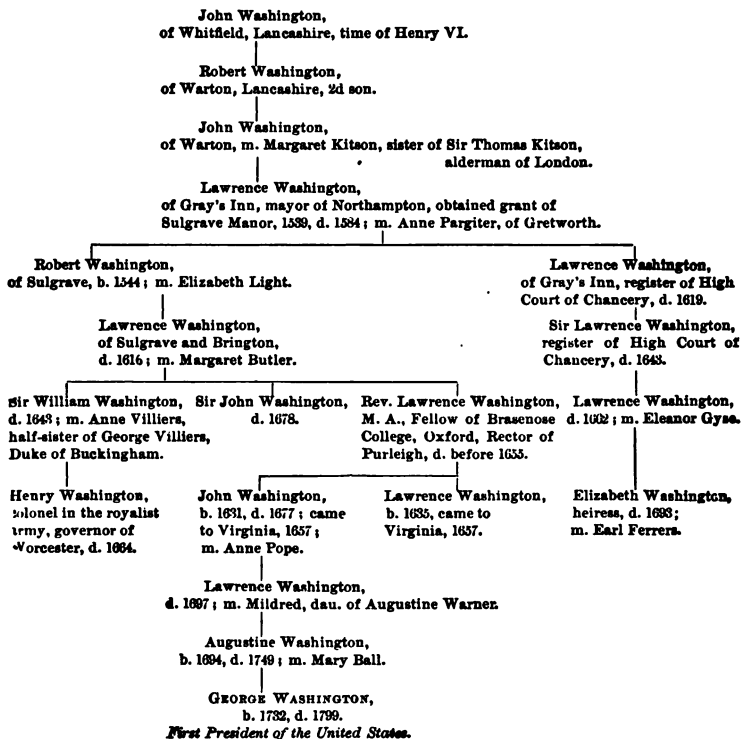 John Washington,
of Whitfield, Lancashire, time of Henry VI.
Robert Washington,
of Warton, Lancashire, 2d son.
John Washington,
of Warton, m. Margaret Kitson, sister of Sir Thomas Kitson,
alderman of London.
Lawrence Washington,
of Gray's Inn, mayor of Northampton, obtained grant of
Sulgrave Manor, 1539, d. 1584; m. Anne Pargiter, of Gretworth.
Robert Washington,
of Sulgrave, b. 1544; m. Elizabeth Light.
Lawrence Washington,
of Gray's Inn, register of High
Court of Chancery, d. 1619.
Lawrence Washington,
of Sulgrave and Brington,
d. 1616; m. Margaret Butler.
Sir Lawrence Washington,
register of High Court of
Chancery, d. 1643.
Sir William Washington,
d. 1643; m. Anne Villiers,
half-sister of George Villiers,
Duke of Buckingham.
Sir John Washington,
d. 1678.
Rev. Lawrence Washington,
M. A., Fellow of Brasenose
College, Oxford, Rector of
Purleigh, d. before 1655.
Lawrence Washington,
d. 1662; m. Eleanor Gyse.
Henry Washington,
colonel in the royalist
army, governor of
Worcester, d. 1664.
John Washington,
b. 1631, d. 1677; came
to Virginia, 1657;
m. Anne Pope.
Lawrence Washington,
b. 1635, came to
Virginia, 1657.
Elizabeth Washington,
heiress, d. 1693;
m. Earl Ferrers.
Lawrence Washington,
d. 1697; m. Mildred, dau. of Augustine Warner.
Augustine Washington,
b. 1694, d. 1749; m. Mary Ball.
GEORGE WASHINGTON,
b. 1732, d. 1799.
First President of the United States.